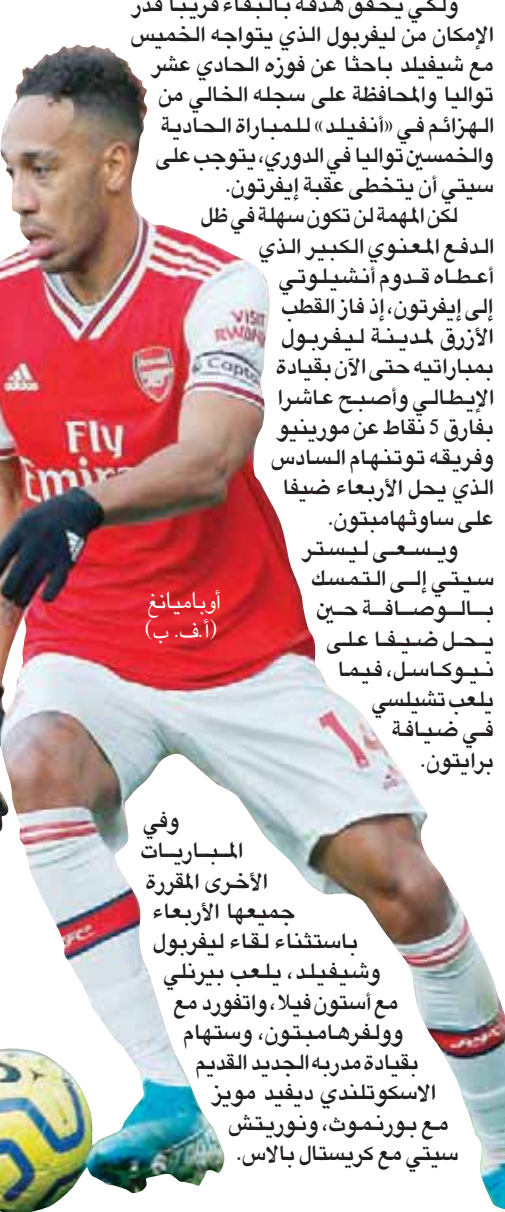 ولكي يحقق هدفه بالبقاء قريبا قدر
الإمكان من ليفربول الذي يتواجه الخميس
مع شيفيلد باحثا عن فوزه الحادي عشر
تواليا والمحافظة على سجله الخالي من
الهزائم في «أنفيلد» للمباراة الحادية
والخمسين تواليا في الدوري، يتوجب على
سيتي أن يتخطى عقبة إيفرتون.
لكن المهمة لن تكون سهلة في ظل
الدفع المعنوي الكبير الذي
أعطاه قدوم أنشيلوتي
إلى إيفرتون، إذ فاز القطب
الأزرق لمدينة ليفربول
بمباراتيه حتى الآن بقيادة
الإيطالي وأصبح عاشرا
بفارق 5 نقاط عن مورينيو
وفريقه توتنهام السادس
الذي يحل الأربعاء ضيفا
على ساوثهامبتون.
ويسعى ليستر
سيتي إلى التمسك
بالوصافة حين
يحل ضيفا على
نيوكاسل، فيما
يلعب تشيلسي
في ضيافة
برايتون.
وفي
المباريات
الأخرى المقررة
جميعها الأربعاء
باستثناء لقاء ليفربول
وشيفيلد، يلعب بيرنلي
مع أستون فيلا، واتفورد مع
وولفرهامبتون، وستهام
بقيادة مدربه الجديد القديم
الاسكوتلندي ديفيد مويز
مع بورنموث، ونوريتش
سيتي مع كريستال بالاس.
أوباميانغ
(أ.ف. ب)
VISIT
Arsenal
Fly